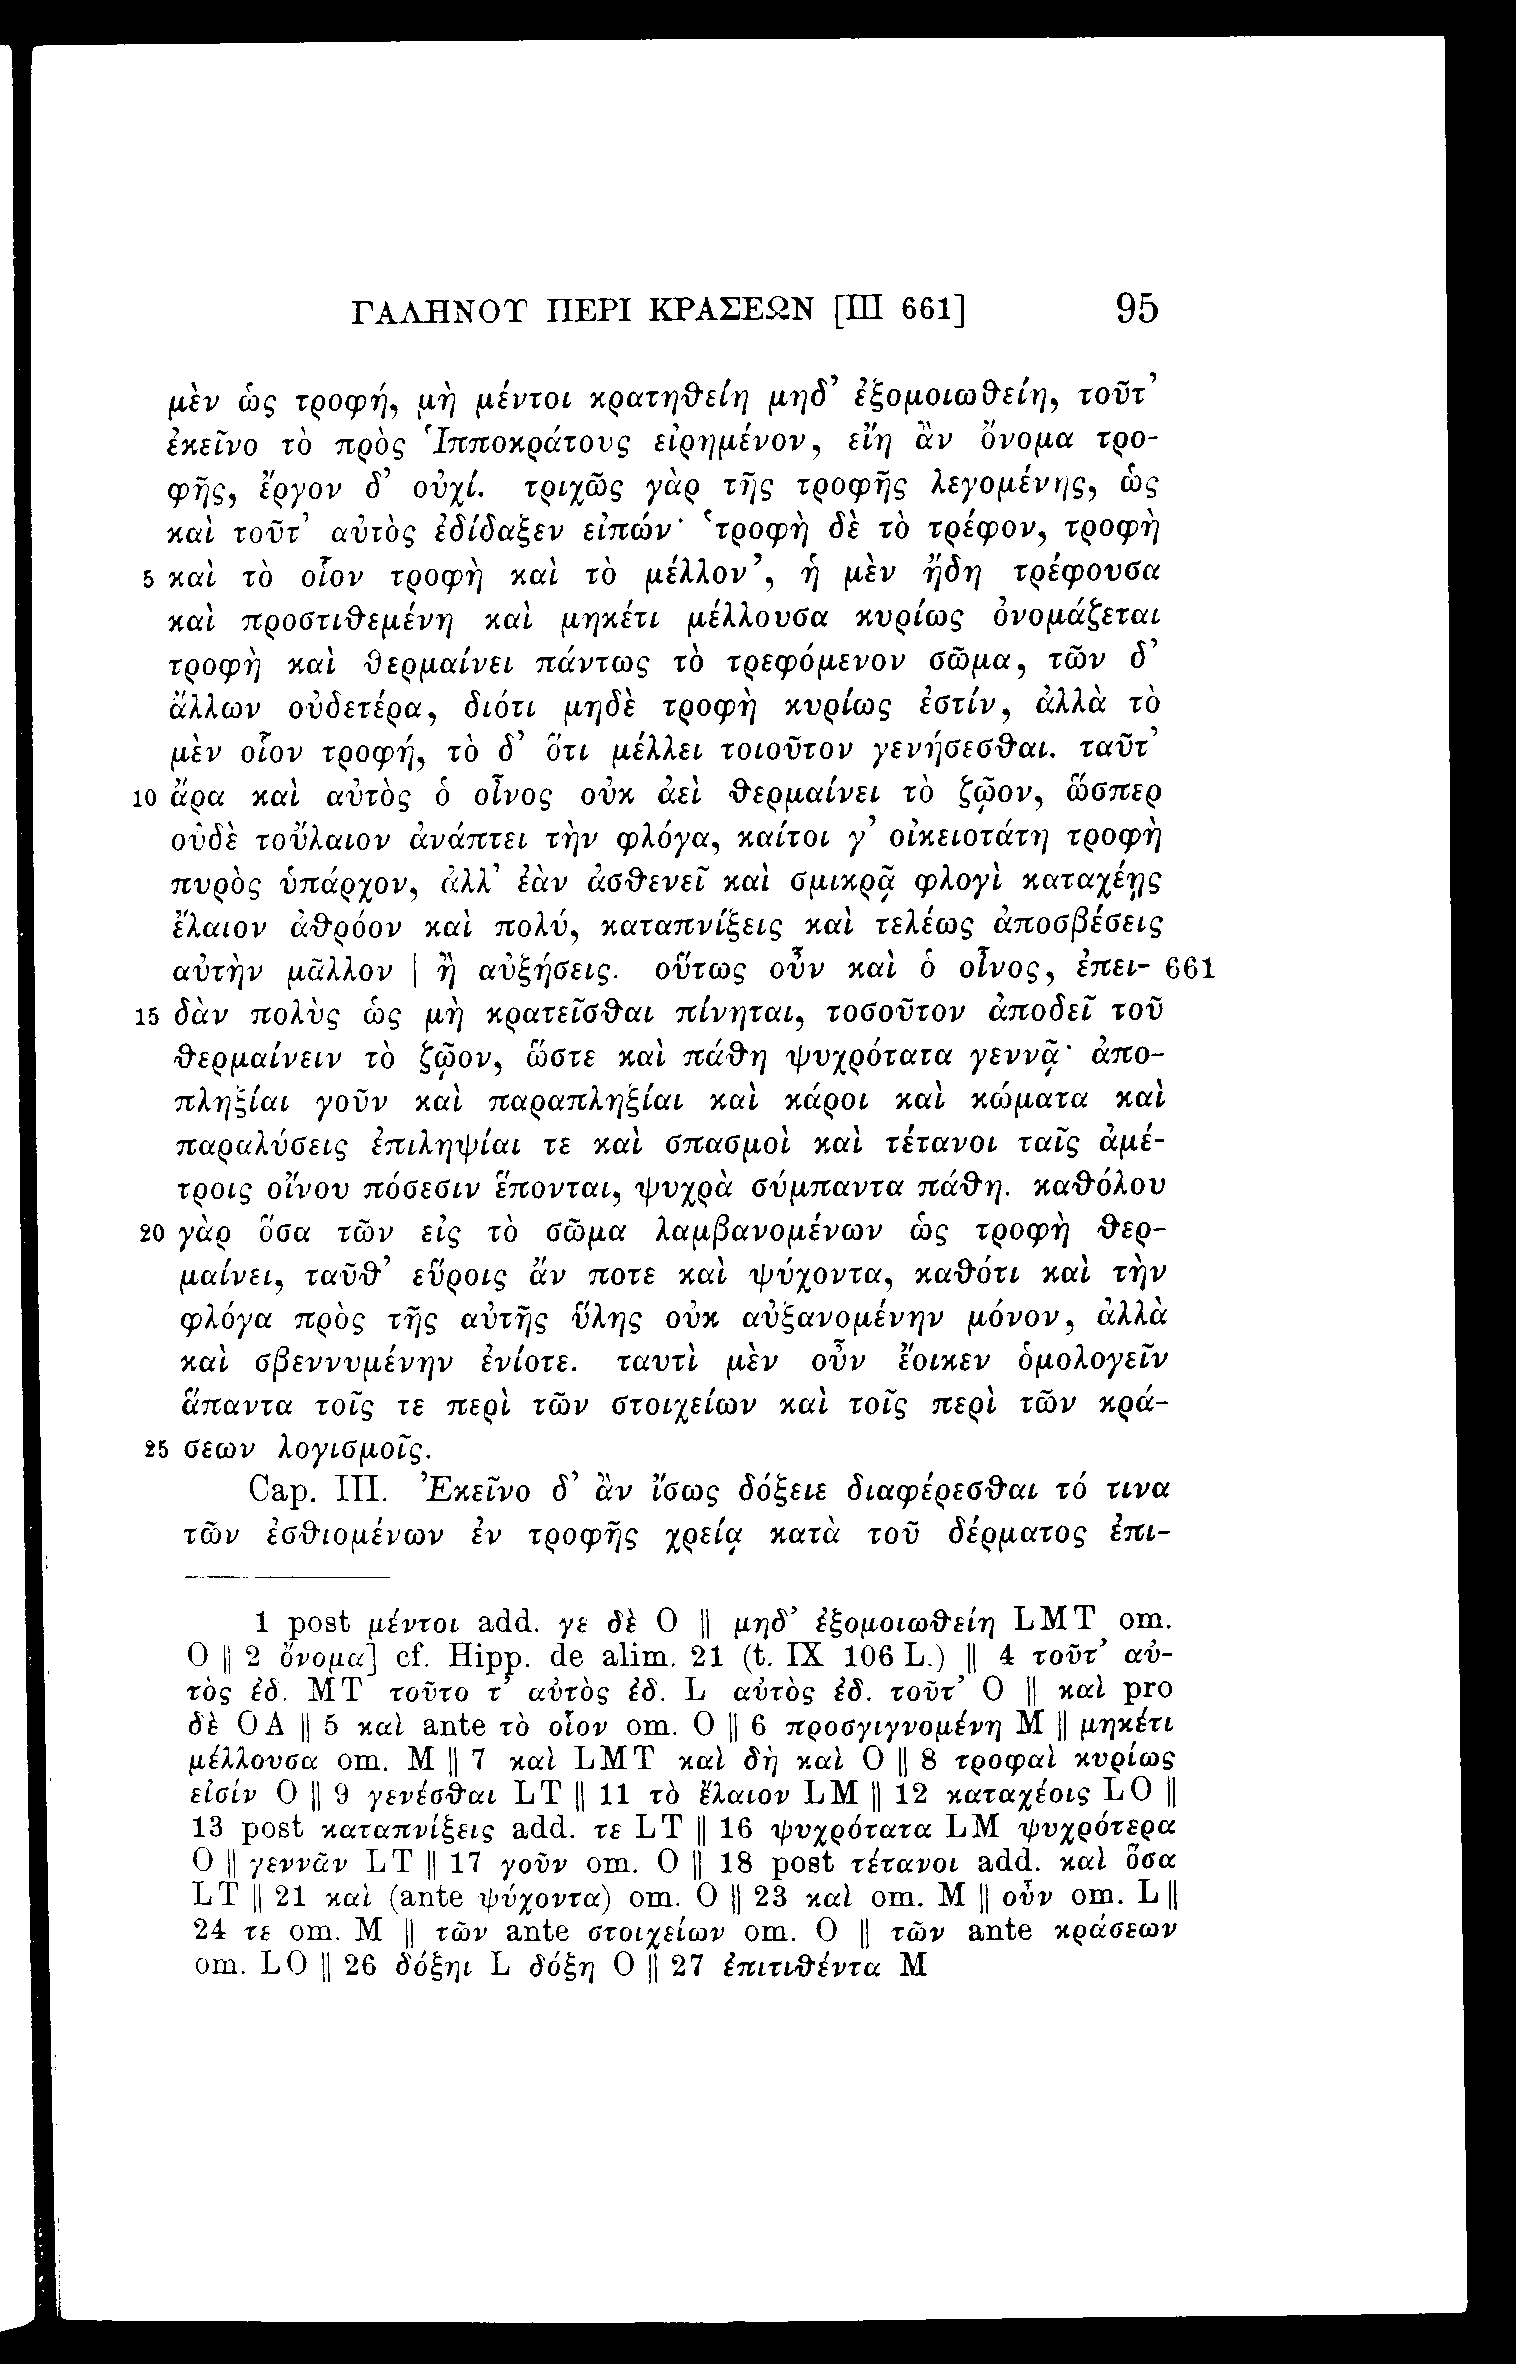 ΓΑΛΗΝΟΥ ΠΕΡΙ ΚΡΑΣΕΩΝ [III 661] 95
μὲν ὡς τροφή, μὴ μέντοι κρατηθείη μηδ’ ἐξομοιωθείη, τοῦτ’
ἐκεῖνο τὸ πρὸς Ἱπποκράτους εἰρημένον, εἴη ἂν ὄνομα τρο-
φῆς, ἔργον δ’ οὐχί. τριχῶς γὰρ τῆς τροφῆς λεγομένης, ὡς
καὶ τοῦτ’ αὐτὸς ἐδίδαξεν εἰπών· ‛τροφὴ δὲ τὸ τρέφον, τροφὴ
5 καὶ τὸ οἷον τροφὴ καὶ τὸ μέλλον’, ἡ μὲν ἤδη τρέφουσα
καὶ προστιθεμένη καὶ μηκέτι μέλλουσα κυρίως ὀνομάζεται
τροφὴ καὶ θερμαίνει πάντως τὸ τρεφόμενον σῶμα, τῶν δ’
ἄλλων οὐδετέρα, διότι μηδὲ τροφὴ κυρίως ἐστίν, ἀλλὰ τὸ
μὲν οἷον τροφή, τὸ δ’ ὅτι μέλλει τοιοῦτον γενήσεσθαι. ταῦτ’
10 ἄρα καὶ αὐτὸς ὁ οἶνος οὐκ ἀεὶ θερμαίνει τὸ ζῷον, ὥσπερ
οὐδὲ τοὔλαιον ἀνάπτει τὴν φλόγα, καίτοι γ’ οἰκειοτάτη τροφὴ
πυρὸς ὑπάρχον, ἀλλ’ ἐὰν ἀσθενεῖ καὶ σμικρᾷ φλογὶ καταχέῃς
ἔλαιον ἀθρόον καὶ πολύ, καταπνίξεις καὶ τελέως ἀποσβέσεις
αὐτὴν μᾶλλον | ἢ αὐξήσεις. οὕτως οὖν καὶ ὁ οἶνος, ἐπει- 661
15 δὰν πολὺς ὡς μὴ κρατεῖσθαι πίνηται, τοσοῦτον ἀποδεῖ τοῦ
θερμαίνειν τὸ ζῷον, ὥστε καὶ πάθη ψυχρότατα γεννᾷ· ἀπο-
πληξίαι γοῦν καὶ παραπληξίαι καὶ κάροι καὶ κώματα καὶ
παραλύσεις ἐπιληψίαι τε καὶ σπασμοὶ καὶ τέτανοι ταῖς ἀμέ-
τροις οἴνου πόσεσιν ἕπονται, ψυχρὰ σύμπαντα πάθη. καθόλου
20 γὰρ ὅσα τῶν εἰς τὸ σῶμα λαμβανομένων ὡς τροφὴ θερ-
μαίνει, ταῦθ’ εὕροις ἄν ποτε καὶ ψύχοντα, καθότι καὶ τὴν
φλόγα πρὸς τῆς αὐτῆς ὕλης οὐκ αὐξανομένην μόνον, ἀλλὰ
καὶ σβεννυμένην ἐνίοτε. ταυτὶ μὲν οὖν ἔοικεν ὁμολογεῖν
ἅπαντα τοῖς τε περὶ τῶν στοιχείων καὶ τοῖς περὶ τῶν κρά-
25 σεων λογισμοῖς.
Cap. III. Ἐκεῖνο δ’ ἂν ἴσως δόξειε διαφέρεσθαι τό τινα
τῶν ἐσθιομένων ἐν τροφῆς χρείᾳ κατὰ τοῦ δέρματος ἐπι-
1 post μέντοι add. γε δὲ O || μηδ’ ἐξομοιωθείη LMT om.
O || 2 ὄνομα] cf. Hipp. de alim. 21 (t. IX 106 L.) || 4 τοῦτ’ αὐ-
τὸς ἐδ. MT τοῦτο τ’ αὐτὸς ἐδ. L αὐτὸς ἐδ. τοῦτ’ O || καὶ pro
δὲ OA || 5 καὶ ante τὸ οἷον om. O || 6 προσγιγνομένη M || μηκέτι
μέλλουσα om. M || 7 καὶ LMT καὶ δὴ καὶ O || 8 τροφαὶ κυρίως
εἰσίν O || 9 γενέσθαι LT || 11 τὸ ἔλαιον LM || 12 καταχέοις LO ||
13 post καταπνίξεις add. τε LT || 16 ψυχρότατα LM ψυχρότερα
O || γεννᾶν LT || 17 γοῦν om. O || 18 post τέτανοι add. καὶ ὅσα
LT || 21 καὶ (ante ψύχοντα) om. O || 23 καὶ om. M || οὖν om. L ||
24 τε om. M || τῶν ante στοιχείων om. O || τῶν ante κράσεων
om. LO || 26 δόξηι L δόξη O || 27 ἐπιτιθέντα M